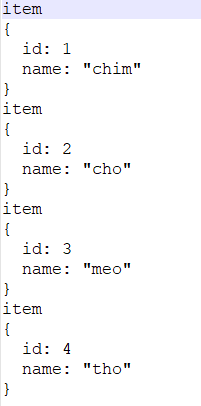 item
{
  id: 1
  name: "chim"
}
item
{
  id: 2
  name: "cho"
}
item
{
  id: 3
  name: "meo"
}
item
{
  id: 4
  name: "tho"
}